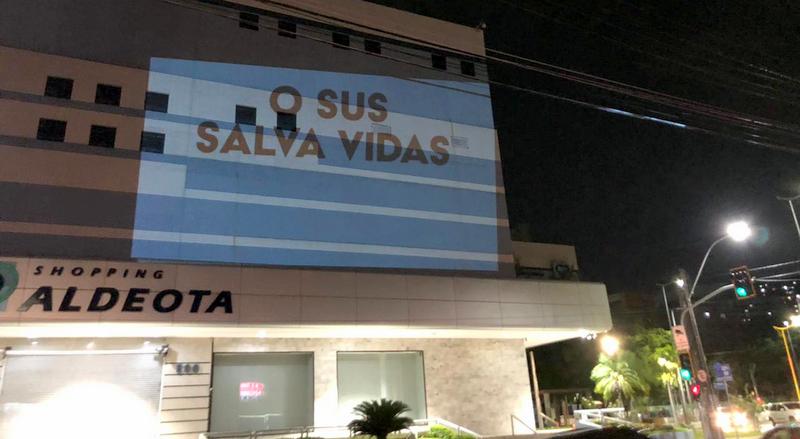 O SUS
SALVA VIDAS
SHOPPING
ALDEOTA